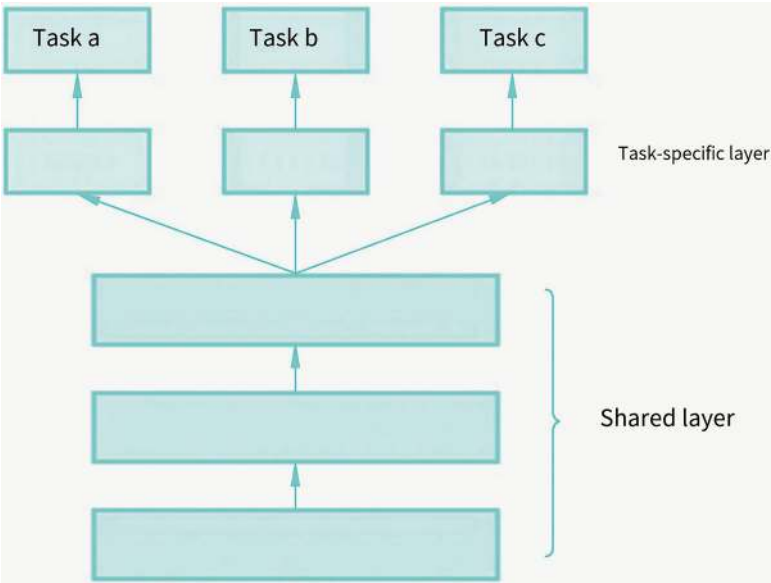 Task a
Task b
Task c
Task-specific layer
Shared layer